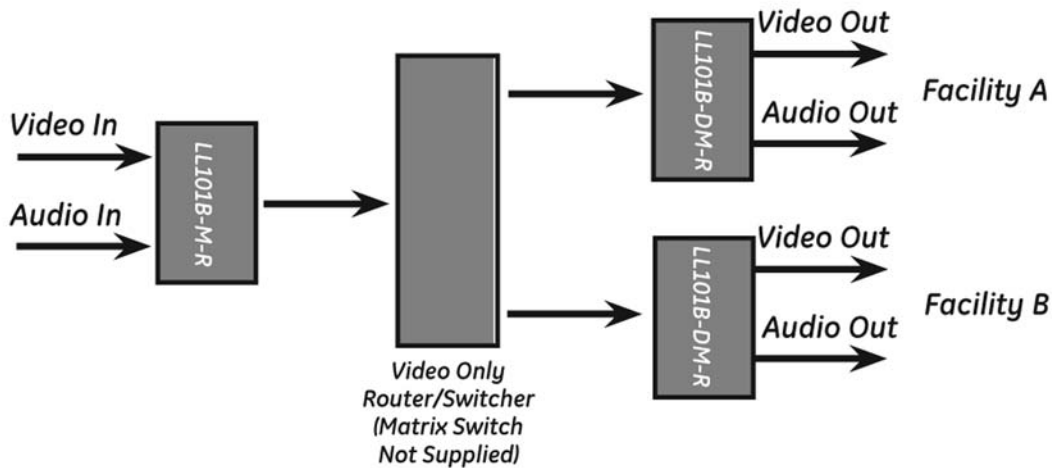 Video In
Audio In
LL101B-M-R
Video Only
Router/Switcher
(Matrix Switch
Not Supplied)
LL101B-DM-R
Video Out
Audio Out
Facility A
LL101B-DM-R
Video Out
Audio Out
Facility B